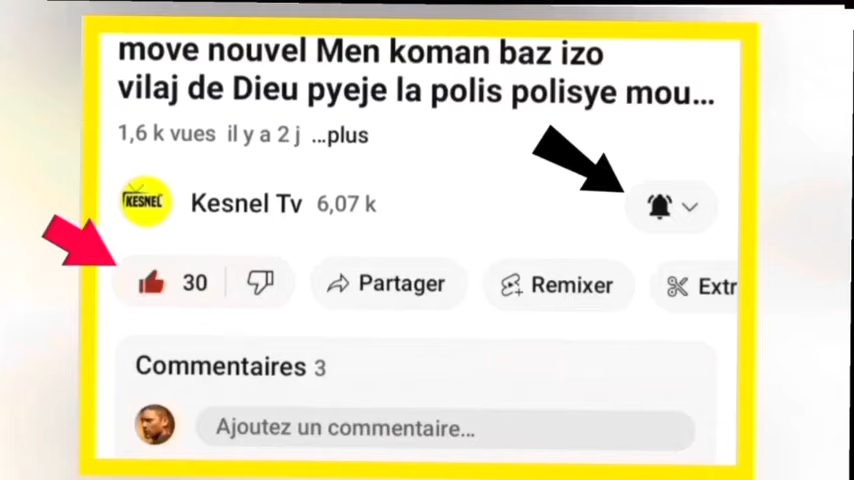 move nouvel Men koman baz izo
vilaj de Dieu pyeje la polis polisye mou...
1,6 k vues il y a 2 j ...plus
KESNEL
Kesnel Tv 6,07 k
30 Partager Remixer Extr
Commentaires 3
Ajoutez un commentaire...